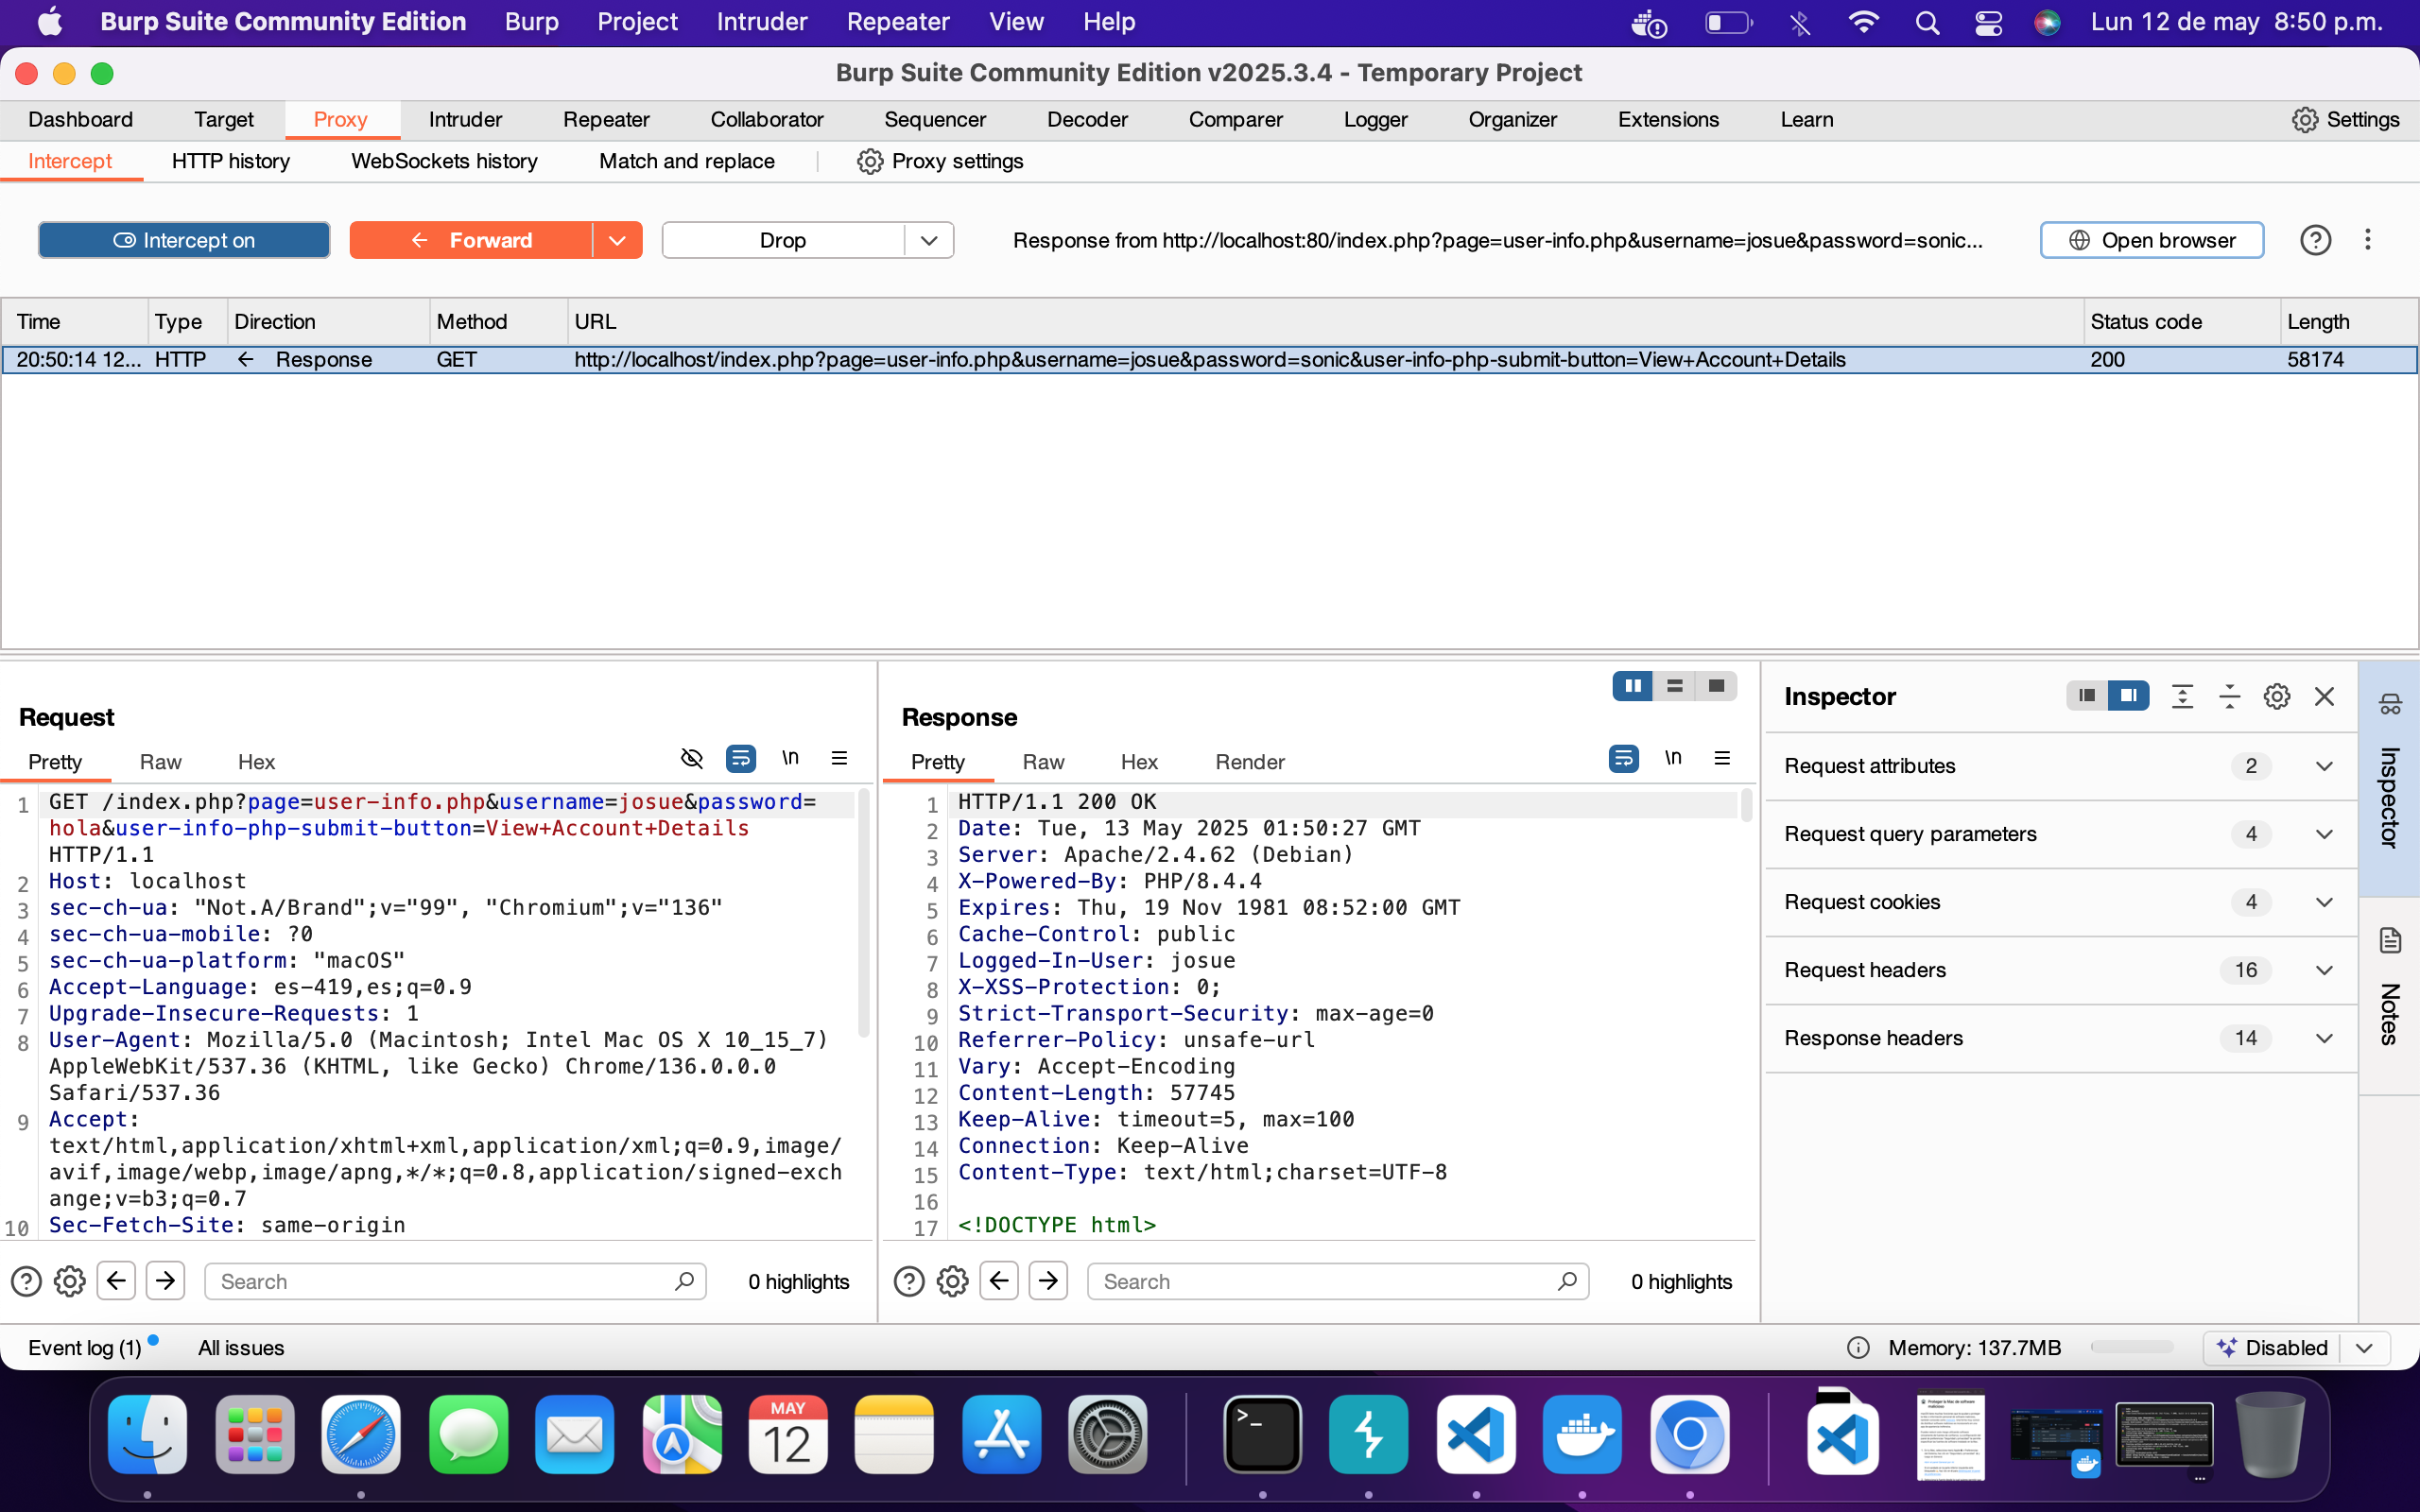 Burp Suite Community Edition Burp Project Intruder Repeater View Help Lun 12 de may 8:50 p.m.
Burp Suite Community Edition v2025.3.4 - Temporary Project
Dashboard Target Proxy Intruder Repeater Collaborator Sequencer Decoder Comparer Logger Organizer Extensions Learn Settings
Intercept HTTP history WebSockets history Match and replace Proxy settings
Intercept on Forward Drop Response from http://localhost:80/index.php?page=user-info.php&username=josue&password=sonic... Open browser
Time Type Direction Method URL Status code Length
20:50:14 12... HTTP Response GET http://localhost/index.php?page=user-info.php&username=josue&password=sonic&user-info-php-submit-button=View+Account+Details 200 58174
Request
Pretty Raw Hex \n
1 GET /index.php?page=user-info.php&username=josue&password=
hola&user-info-php-submit-button=View+Account+Details
HTTP/1.1
2 Host: localhost
3 sec-ch-ua: "Not.A/Brand";v="99", "Chromium";v="136"
4 sec-ch-ua-mobile: ?0
5 sec-ch-ua-platform: "macOS"
6 Accept-Language: es-419,es;q=0.9
7 Upgrade-Insecure-Requests: 1
8 User-Agent: Mozilla/5.0 (Macintosh; Intel Mac OS X 10_15_7)
AppleWebKit/537.36 (KHTML, like Gecko) Chrome/136.0.0.0
Safari/537.36
9 Accept:
text/html,application/xhtml+xml,application/xml;q=0.9,image/
avif,image/webp,image/apng,*/*;q=0.8,application/signed-exch
ange;v=b3;q=0.7
10 Sec-Fetch-Site: same-origin
Search 0 highlights
Response
Pretty Raw Hex Render \n
1 HTTP/1.1 200 OK
2 Date: Tue, 13 May 2025 01:50:27 GMT
3 Server: Apache/2.4.62 (Debian)
4 X-Powered-By: PHP/8.4.4
5 Expires: Thu, 19 Nov 1981 08:52:00 GMT
6 Cache-Control: public
7 Logged-In-User: josue
8 X-XSS-Protection: 0;
9 Strict-Transport-Security: max-age=0
10 Referrer-Policy: unsafe-url
11 Vary: Accept-Encoding
12 Content-Length: 57745
13 Keep-Alive: timeout=5, max=100
14 Connection: Keep-Alive
15 Content-Type: text/html;charset=UTF-8
16
17 <!DOCTYPE html>
Search 0 highlights
Inspector
Request attributes 2
Request query parameters 4
Request cookies 4
Request headers 16
Response headers 14
Inspector
Notes
Event log (1) All issues Memory: 137.7MB Disabled
MAY
12